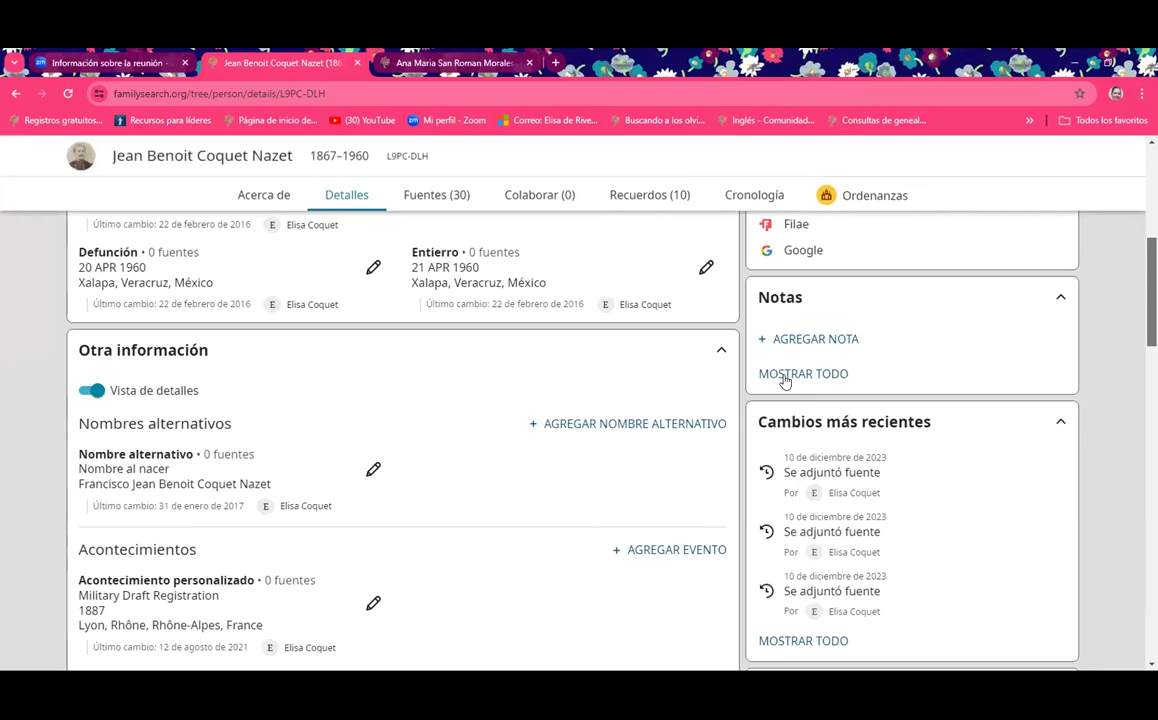 zm Información sobre la reunión -
Jean Benoit Coquet Nazet (186
Ana Maria San Roman Morales
familysearch.org/tree/person/details/L9PC-DLH
Registros gratuitos...
Recursos para líderes
Página de inicio de...
(30) YouTube
zm Mi perfil - Zoom
Correo: Elisa de Rive...
Buscando a los olvi...
Inglés - Comunidad...
Consultas de geneal...
»
Todos los favoritos
Jean Benoit Coquet Nazet 1867–1960 L9PC-DLH
Acerca de
Detalles
Fuentes (30)
Colaborar (0)
Recuerdos (10)
Cronología
Ordenanzas
Último cambio: 22 de febrero de 2016 E Elisa Coquet
Defunción • 0 fuentes
20 APR 1960
Xalapa, Veracruz, México
Último cambio: 22 de febrero de 2016 E Elisa Coquet
Entierro • 0 fuentes
21 APR 1960
Xalapa, Veracruz, México
Último cambio: 22 de febrero de 2016 E Elisa Coquet
Otra información
Vista de detalles
Nombres alternativos
+ AGREGAR NOMBRE ALTERNATIVO
Nombre alternativo • 0 fuentes
Nombre al nacer
Francisco Jean Benoit Coquet Nazet
Último cambio: 31 de enero de 2017 E Elisa Coquet
Acontecimientos
+ AGREGAR EVENTO
Acontecimiento personalizado • 0 fuentes
Military Draft Registration
1887
Lyon, Rhône, Rhône-Alpes, France
Último cambio: 12 de agosto de 2021 E Elisa Coquet
Filae
Google
Notas
+ AGREGAR NOTA
MOSTRAR TODO
Cambios más recientes
10 de diciembre de 2023
Se adjuntó fuente
Por E Elisa Coquet
10 de diciembre de 2023
Se adjuntó fuente
Por E Elisa Coquet
10 de diciembre de 2023
Se adjuntó fuente
Por E Elisa Coquet
MOSTRAR TODO